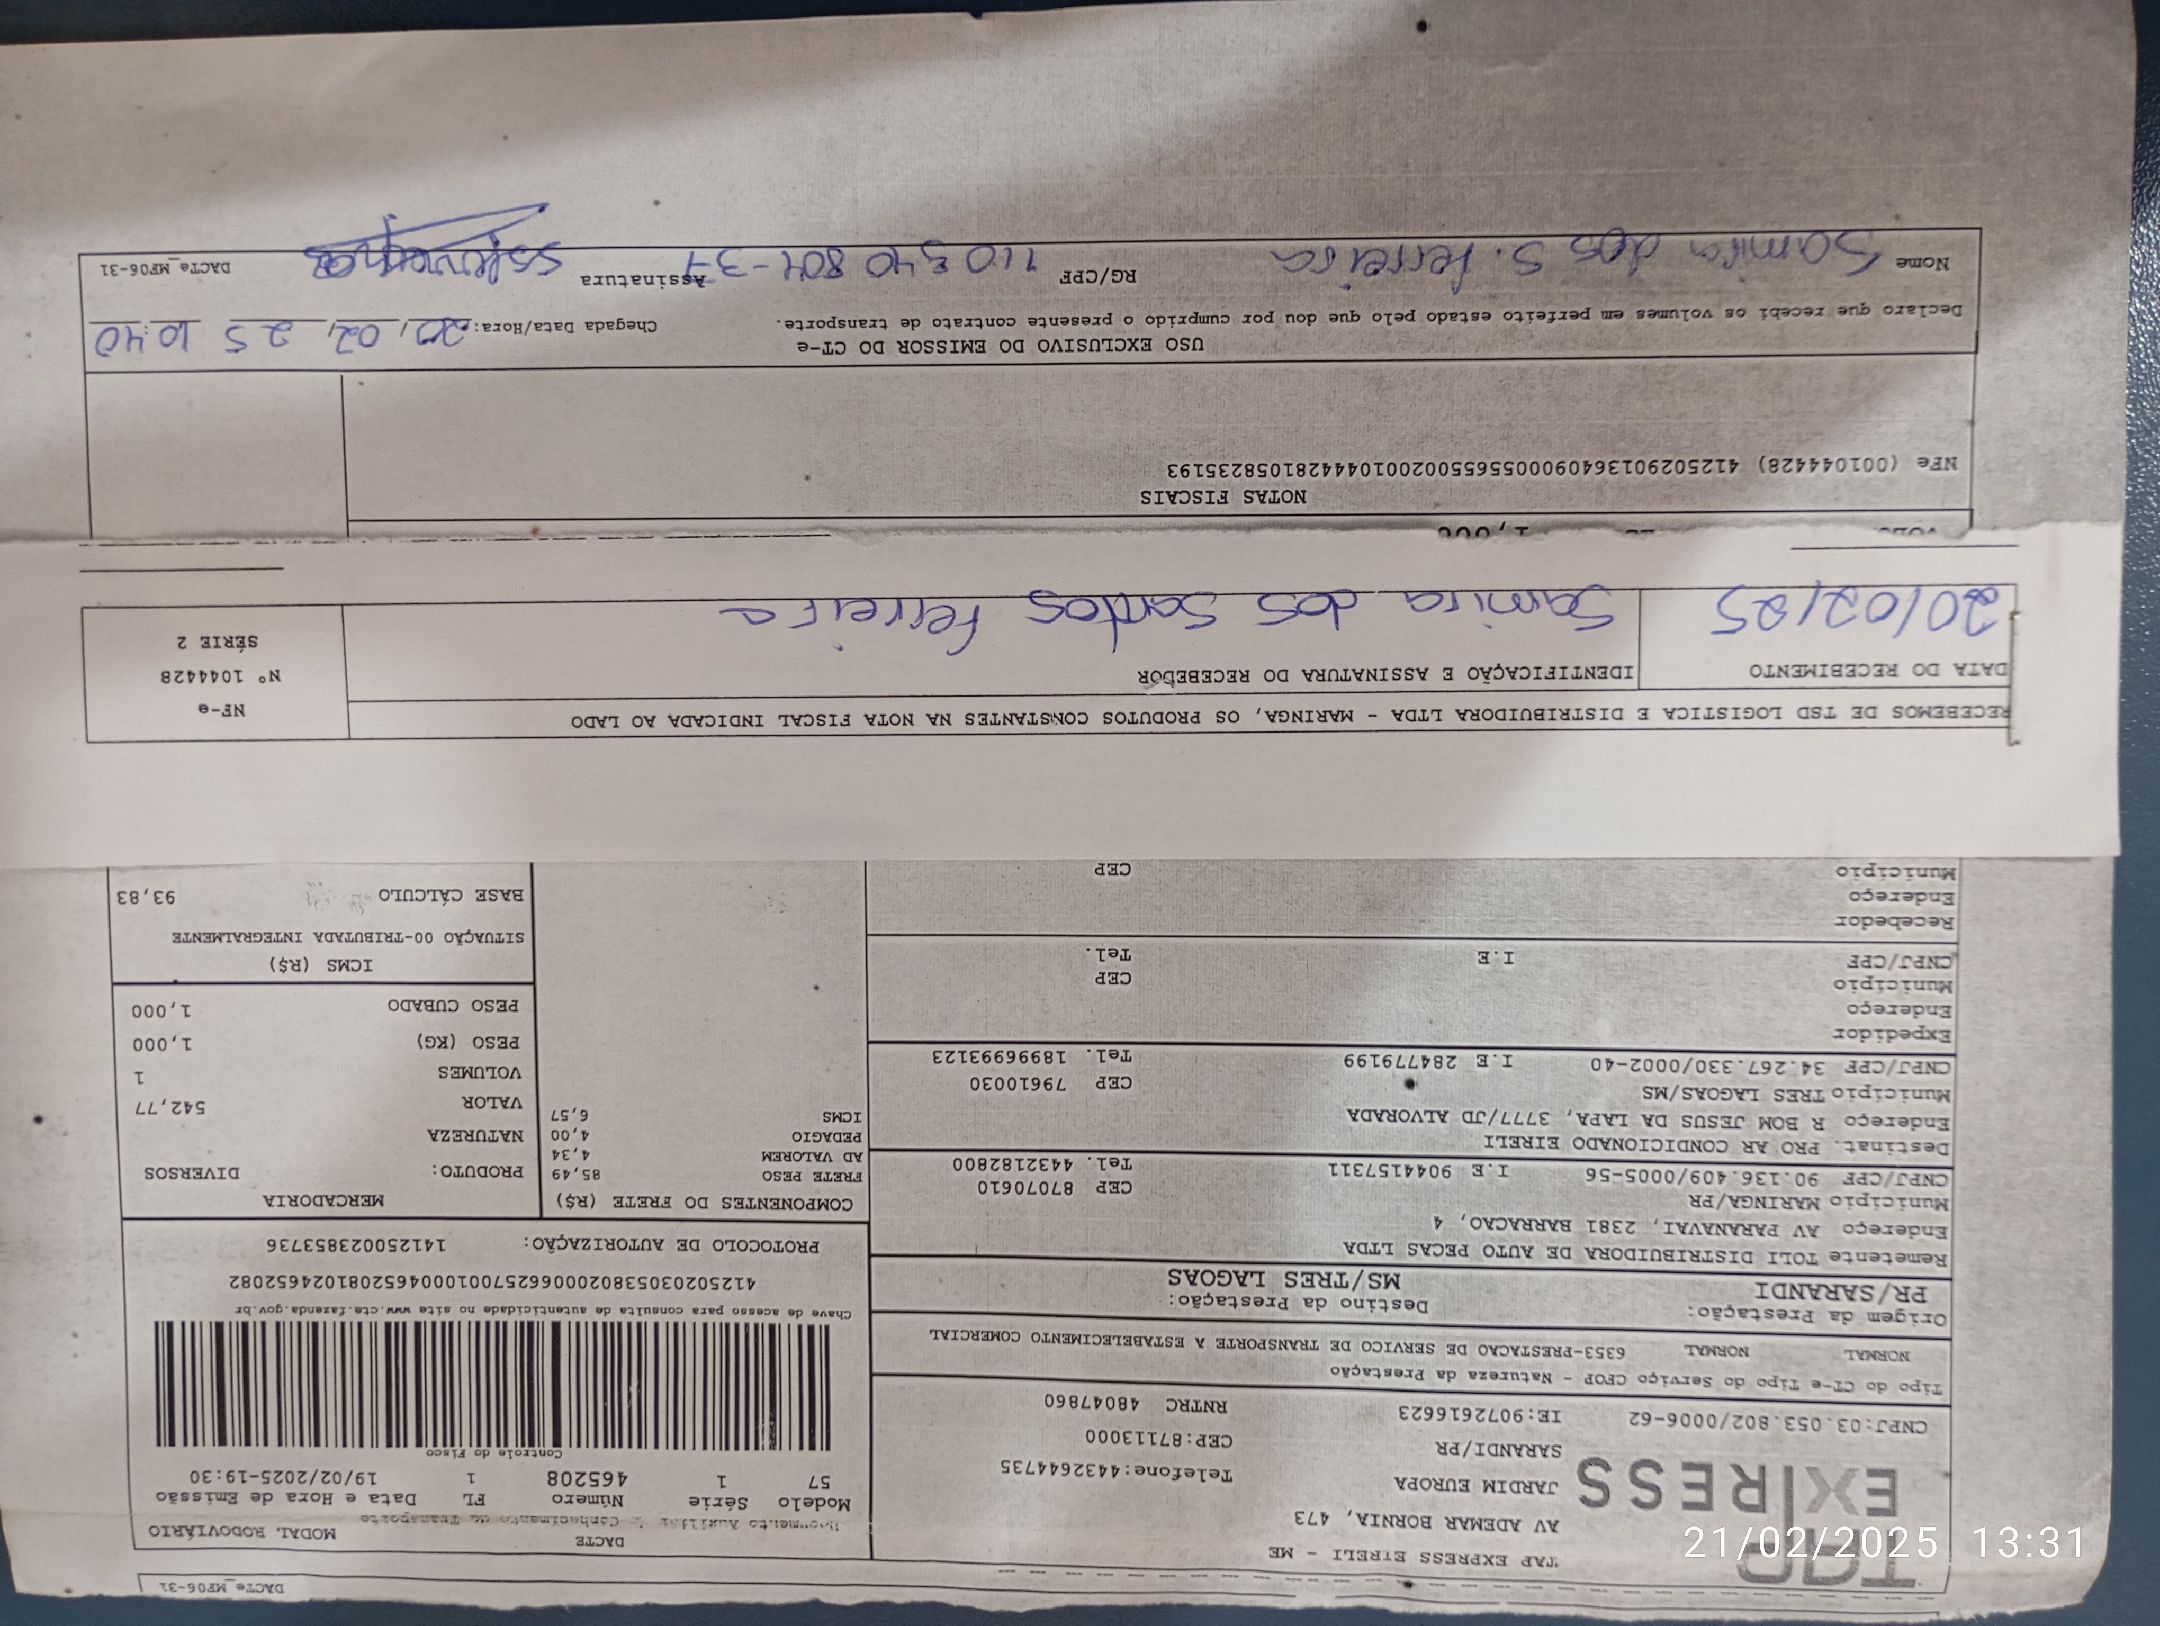 DACTe_MF06-31
TAP
EXPRESS
TAP EXPRESS EIRELI - ME
AV ADEMAR BORNIA, 473
JARDIM EUROPA
SARANDI/PR
Telefone:4432644735
CEP:87113000
CNPJ:03.053.802/0006-62 IE:9072616623 RNTRC 48047860
DACTE
MODAL RODOVIÁRIO
Documento Auxiliar do Conhecimento de Transporte
Modelo Série Número FL Data e Hora de Emissão
57 1 465208 1 19/02/2025-19:30
Controle do Fisco
Chave de acesso para consulta de autenticidade no site www.cte.fazenda.gov.br
41250203053802000662570010004652081024652082
PROTOCOLO DE AUTORIZAÇÃO: 141250023853736
Tipo do CT-e Tipo do Serviço CFOP - Natureza da Prestação
NORMAL NORMAL 6353-PRESTACAO DE SERVICO DE TRANSPORTE A ESTABELECIMENTO COMERCIAL
Origem da Prestação: Destino da Prestação:
PR/SARANDI MS/TRES LAGOAS
Remetente TOLI DISTRIBUIDORA DE AUTO PECAS LTDA
Endereço AV PARANAVAI, 2381 BARRACAO, 4
Município MARINGA/PR CEP 87070610
CNPJ/CPF 90.136.409/0005-56 I.E 9044157311 Tel. 4432182800
Destinat. PRO AR CONDICIONADO EIRELI
Endereço R BOM JESUS DA LAPA, 3777/JD ALVORADA
Município TRES LAGOAS/MS CEP 79610030
CNPJ/CPF 34.267.330/0002-40 I.E 284779199 Tel. 18996993123
Expedidor
Endereço
Município CEP
CNPJ/CPF I.E Tel.
Recebedor
Endereço
Município CEP
COMPONENTES DO FRETE (R$)
FRETE PESO 85,49
AD VALOREM 4,34
PEDAGIO 4,00
ICMS 6,57
MERCADORIA
PRODUTO: DIVERSOS
NATUREZA
VALOR 542,77
VOLUMES 1
PESO (KG) 1,000
PESO CUBADO 1,000
ICMS (R$)
SITUAÇÃO 00-TRIBUTADA INTEGRALMENTE
BASE CÁLCULO 93,83
RECEBEMOS DE TSD LOGISTICA E DISTRIBUIDORA LTDA - MARINGA, OS PRODUTOS CONSTANTES NA NOTA FISCAL INDICADA AO LADO
DATA DO RECEBIMENTO IDENTIFICAÇÃO E ASSINATURA DO RECEBEDOR
20/02/25 Samira dos Santos Ferreira
NF-e
Nº 1044428
SÉRIE 2
NOTAS FISCAIS
NFe (001044428) 41250290136409000556550020010444281058235193
USO EXCLUSIVO DO EMISSOR DO CT-e
Declaro que recebi os volumes em perfeito estado pelo que dou por cumprido o presente contrato de transporte.
Chegada Data/Hora: 20, 02, 25 10:40
Nome Samira dos S. Ferreira RG/CPF 110 540 804-37 Assinatura
DACTe_MF06-31
21/02/2025 13:31